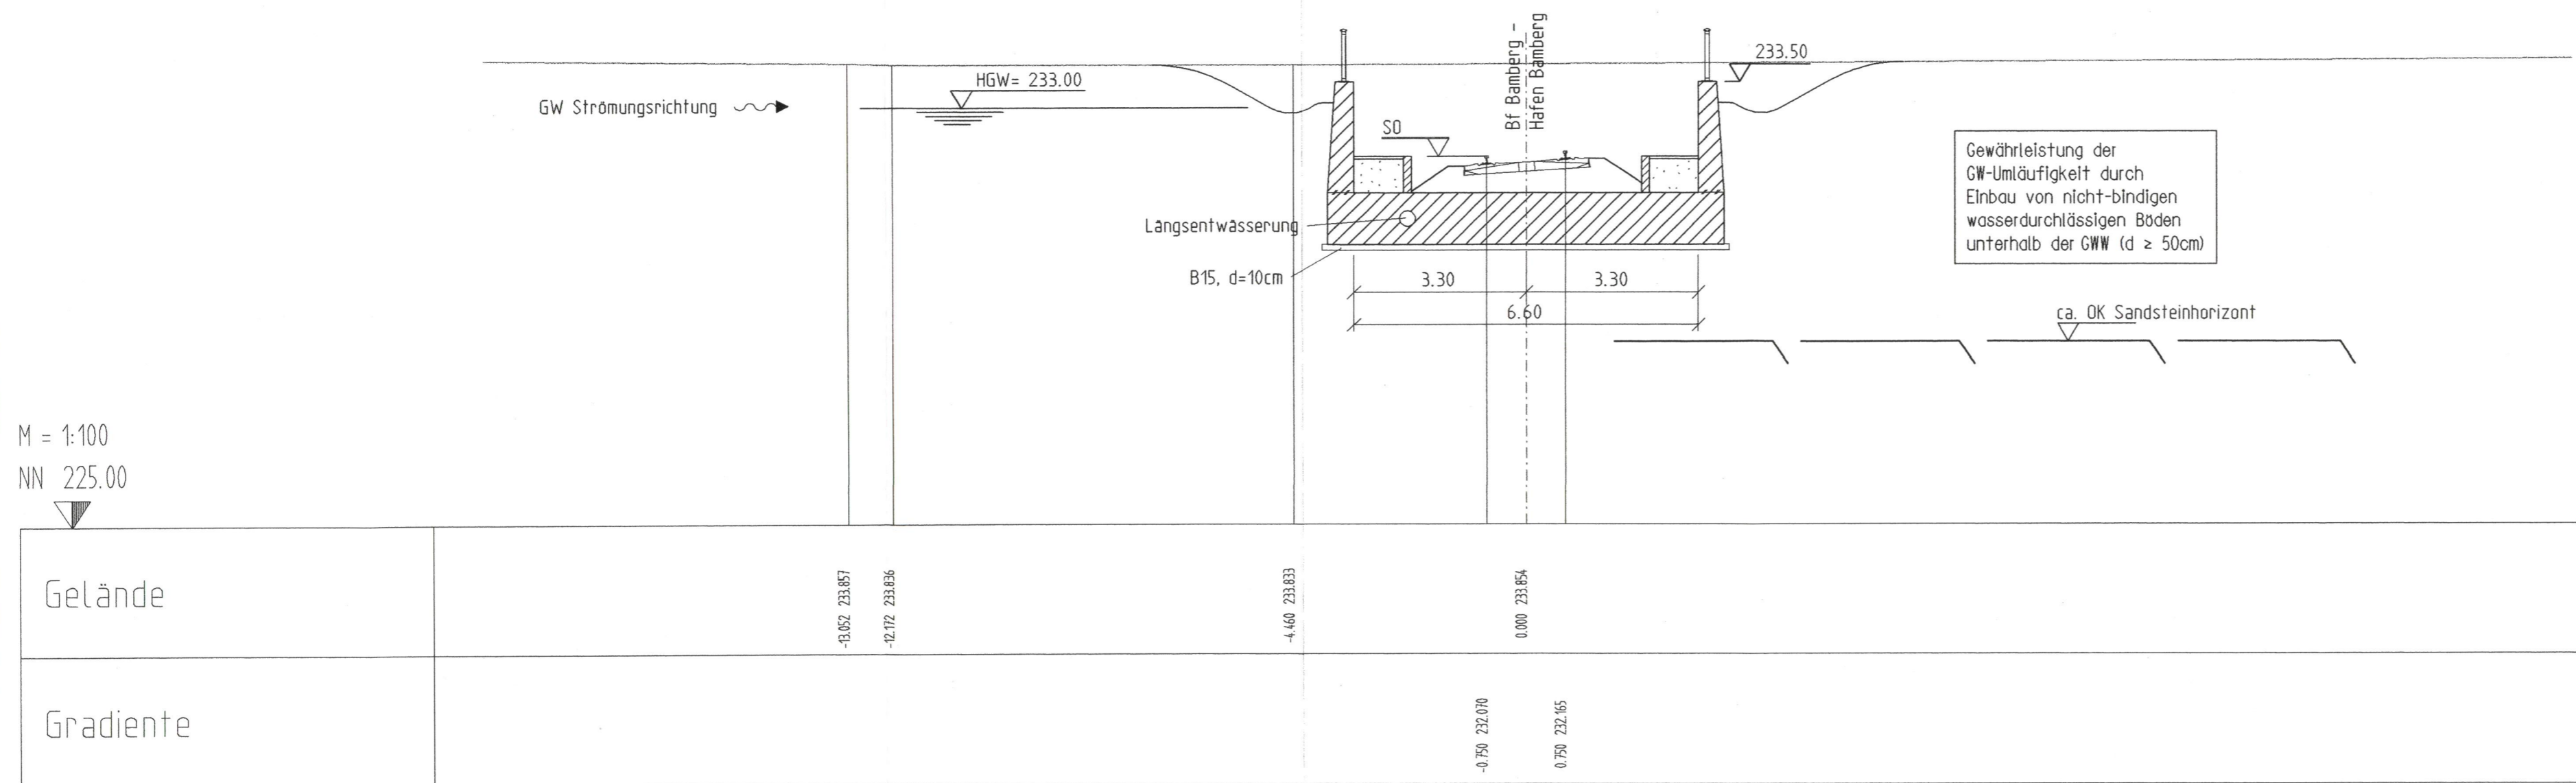 Bf Bamberg -
Hafen Bamberg
233.50
HGW= 233.00
GW Strömungsrichtung
SO
Gewährleistung der
GW-Umläufigkeit durch
Einbau von nicht-bindigen
wasserdurchlässigen Böden
unterhalb der GWW (d ≥ 50cm)
Längsentwässerung
B15, d=10cm
3.30
3.30
6.60
ca. OK Sandsteinhorizont
M = 1:100
NN 225.00
Gelände
-13.052 233.857
-12.172 233.836
-4.460 233.833
0.000 233.854
Gradiente
-0.750 232.070
0.750 232.165